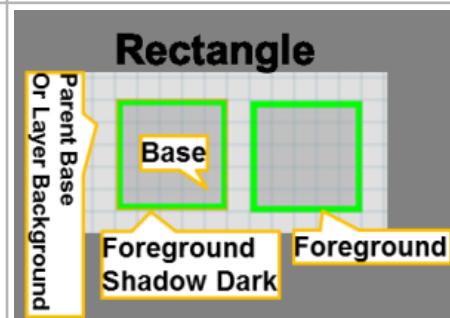 Rectangle
Parent Base
Or Layer Background
Base
Foreground
Shadow Dark
Foreground